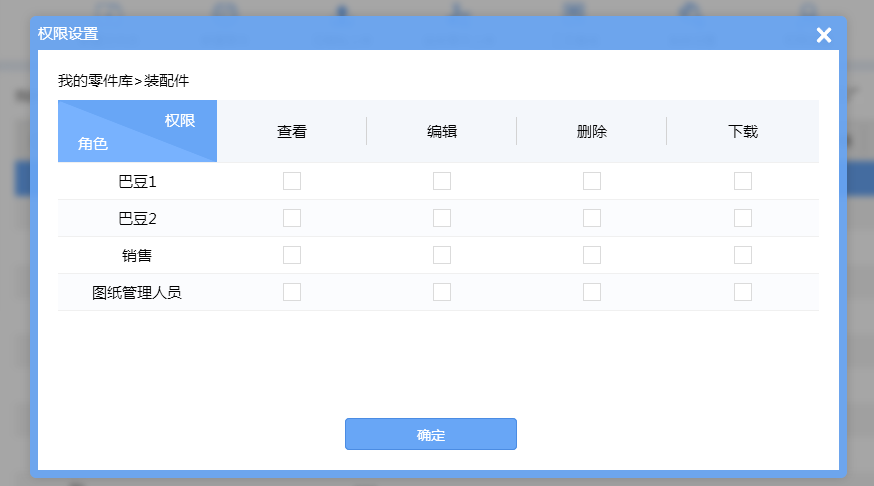 权限设置
我的零件库>装配件
权限
角色
查看 编辑 删除 下载
巴豆1
巴豆2
销售
图纸管理人员
确定